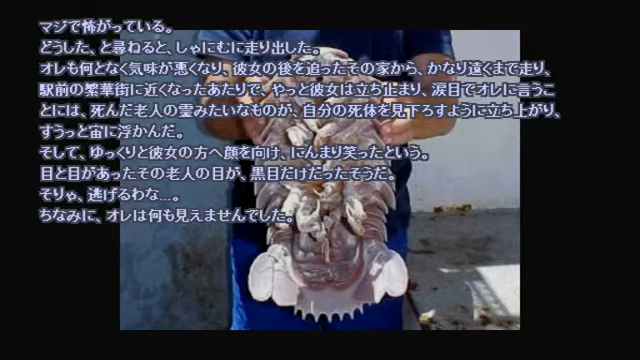 マジで怖がっている。
どうした、と尋ねると、しゃにむに走り出した。
オレも何となく気味が悪くなり、彼女の後を追ったその家から、かなり遠くまで走り、
駅前の繁華街に近くなったあたりで、やっと彼女は立ち止まり、涙目でオレに言うこ
とには、死んだ老人の霊みたいなものが、自分の死体を見下ろすように立ち上がり、
すうっと宙に浮かんだ。
そして、ゆっくりと彼女の方へ顔を向け、にんまり笑ったという。
目と目があったその老人の目が、黒目だけだったそうだ。
そりゃ、逃げるわな…。
ちなみに、オレは何も見えませんでした。